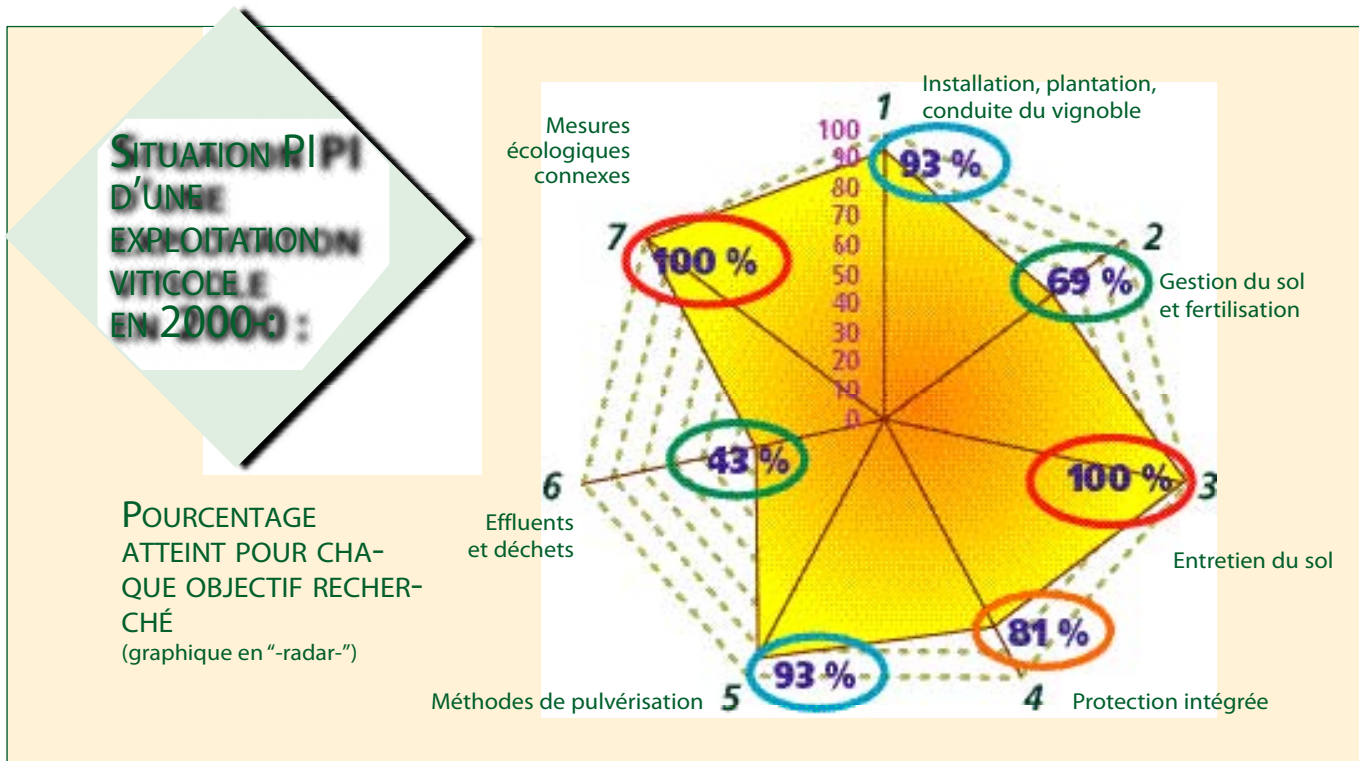 SITUATION PI
D'UNE
EXPLOITATION
VITICOLE
EN 2000 :
POURCENTAGE
ATTEINT POUR CHA-
QUE OBJECTIF RECHER-
CHÉ
(graphique en “-radar-”)
Installation, plantation,
conduite du vignoble
1
93 %
2
69 %
Gestion du sol
et fertilisation
3
100 %
Entretien du sol
4
81 %
Protection intégrée
5
93 %
Méthodes de pulvérisation
6
43 %
Effluents
et déchets
7
100 %
Mesures
écologiques
connexes
100
90
80
70
60
50
40
30
20
10
0